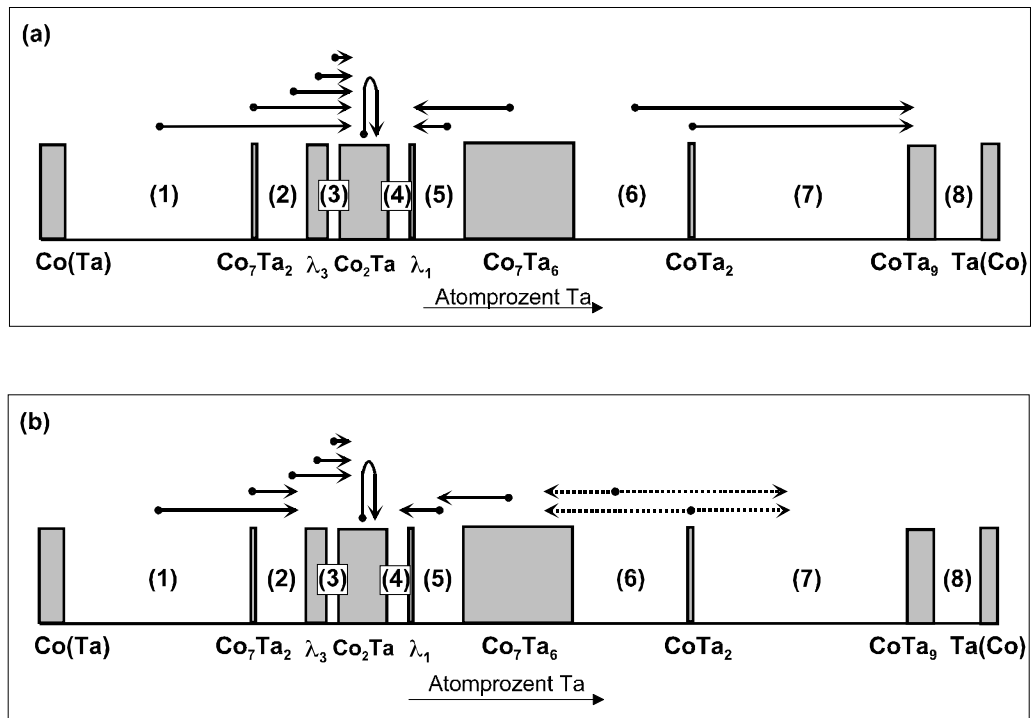 (a)
(1) (2) (3) (4) (5) (6) (7) (8)
Co(Ta) Co₇Ta₂ λ₃ Co₂Ta λ₁ Co₇Ta₆ CoTa₂ CoTa₉ Ta(Co)
Atomprozent Ta
(b)
(1) (2) (3) (4) (5) (6) (7) (8)
Co(Ta) Co₇Ta₂ λ₃ Co₂Ta λ₁ Co₇Ta₆ CoTa₂ CoTa₉ Ta(Co)
Atomprozent Ta